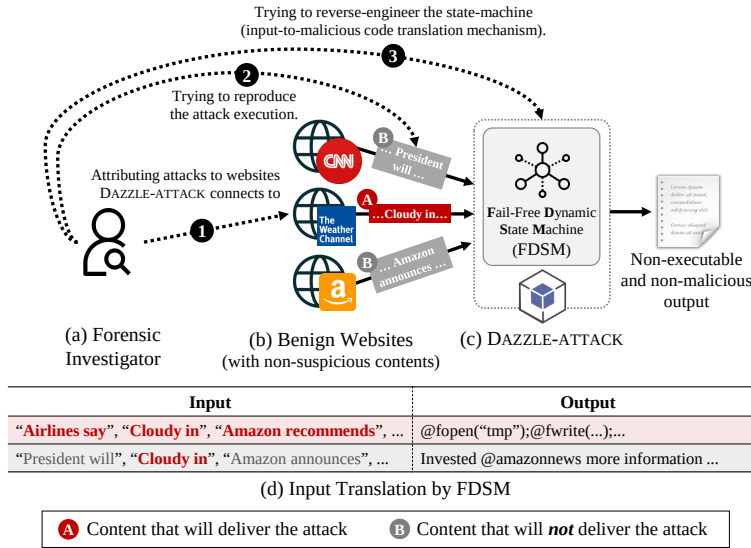 Trying to reverse-engineer the state-machine
(input-to-malicious code translation mechanism).
3
2
Trying to reproduce
the attack execution.
B
CNN
… President
will …
Attributing attacks to websites
DAZZLE-ATTACK connects to
1
A
The
Weather
Channel
…Cloudy in…
B
a
… Amazon
announces …
Fail-Free Dynamic
State Machine
(FDSM)
Lorem ipsum
Non-executable
and non-malicious
output
(a) Forensic
Investigator
(b) Benign Websites
(with non-suspicious contents)
(c) DAZZLE-ATTACK
Input Output
“Airlines say”, “Cloudy in”, “Amazon recommends”, ... @fopen(“tmp”);@fwrite(...);...
“President will”, “Cloudy in”, “Amazon announces”, ... Invested @amazonnews more information ...
(d) Input Translation by FDSM
A Content that will deliver the attack B Content that will not deliver the attack